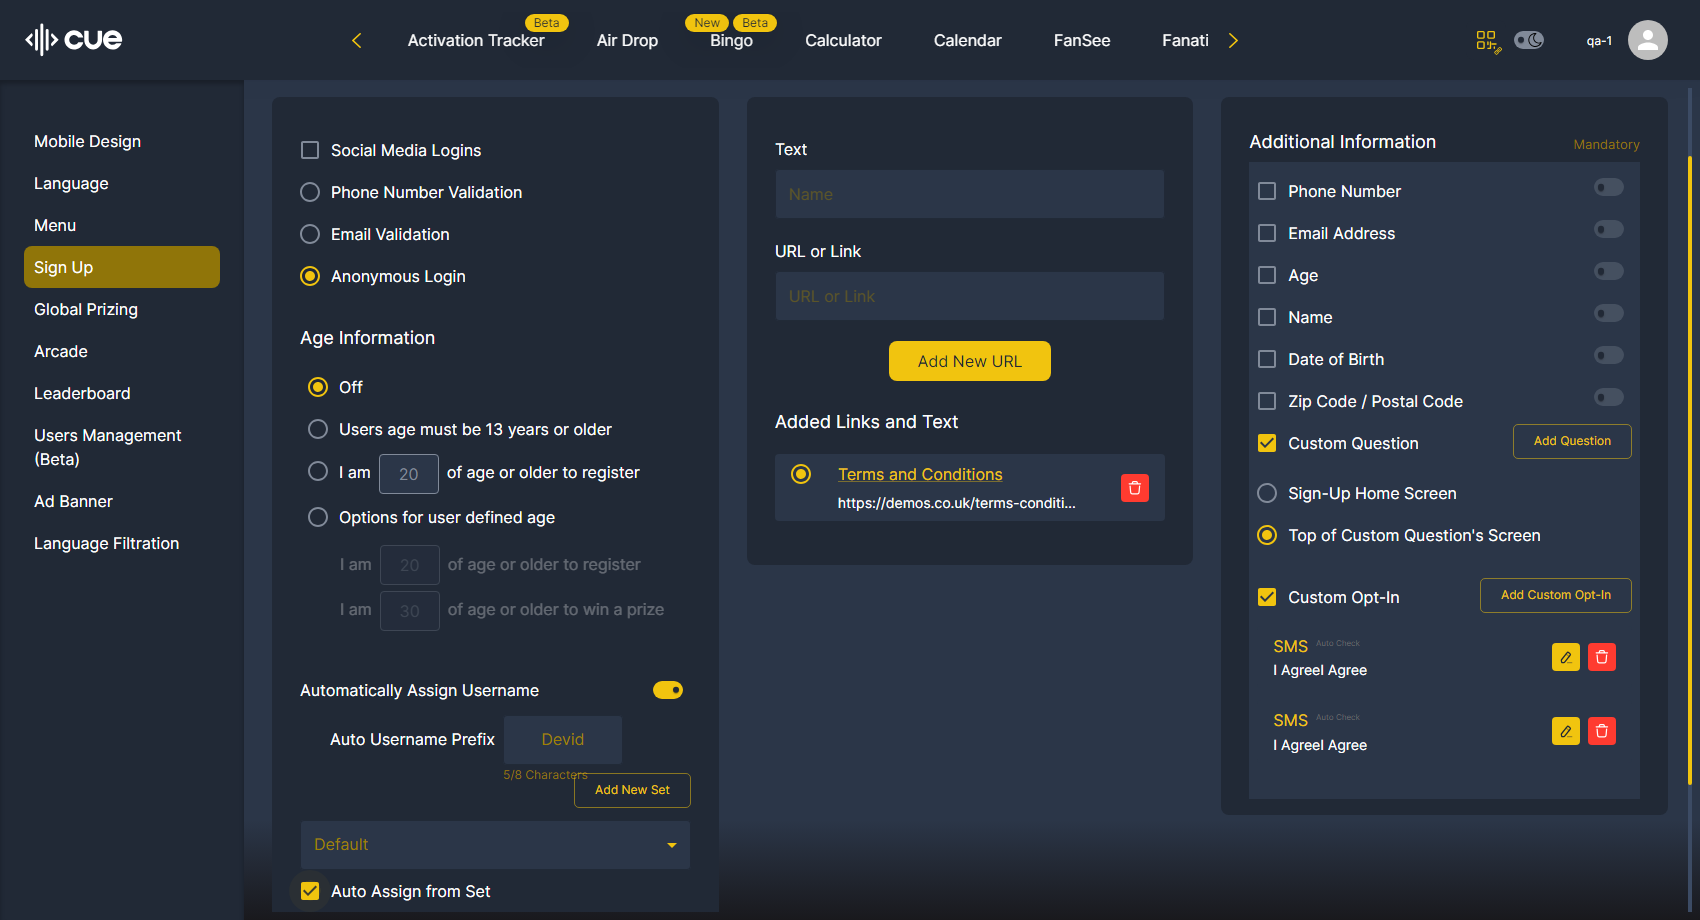 cue
Activation Tracker
Beta
Air Drop
New
Beta
Bingo
Calculator
Calendar
FanSee
Fanati
qa-1
Mobile Design
Language
Menu
Sign Up
Global Prizing
Arcade
Leaderboard
Users Management
(Beta)
Ad Banner
Language Filtration
Social Media Logins
Phone Number Validation
Email Validation
Anonymous Login
Age Information
Off
Users age must be 13 years or older
I am 20 of age or older to register
Options for user defined age
I am 20 of age or older to register
I am 30 of age or older to win a prize
Automatically Assign Username
Auto Username Prefix Devid
5/8 Characters
Add New Set
Default
Auto Assign from Set
Text
Name
URL or Link
URL or Link
Add New URL
Added Links and Text
Terms and Conditions
https://demos.co.uk/terms-conditi...
Additional Information Mandatory
Phone Number
Email Address
Age
Name
Date of Birth
Zip Code / Postal Code
Custom Question Add Question
Sign-Up Home Screen
Top of Custom Question's Screen
Custom Opt-In Add Custom Opt-In
SMS Auto Check
I AgreeI Agree
SMS Auto Check
I AgreeI Agree